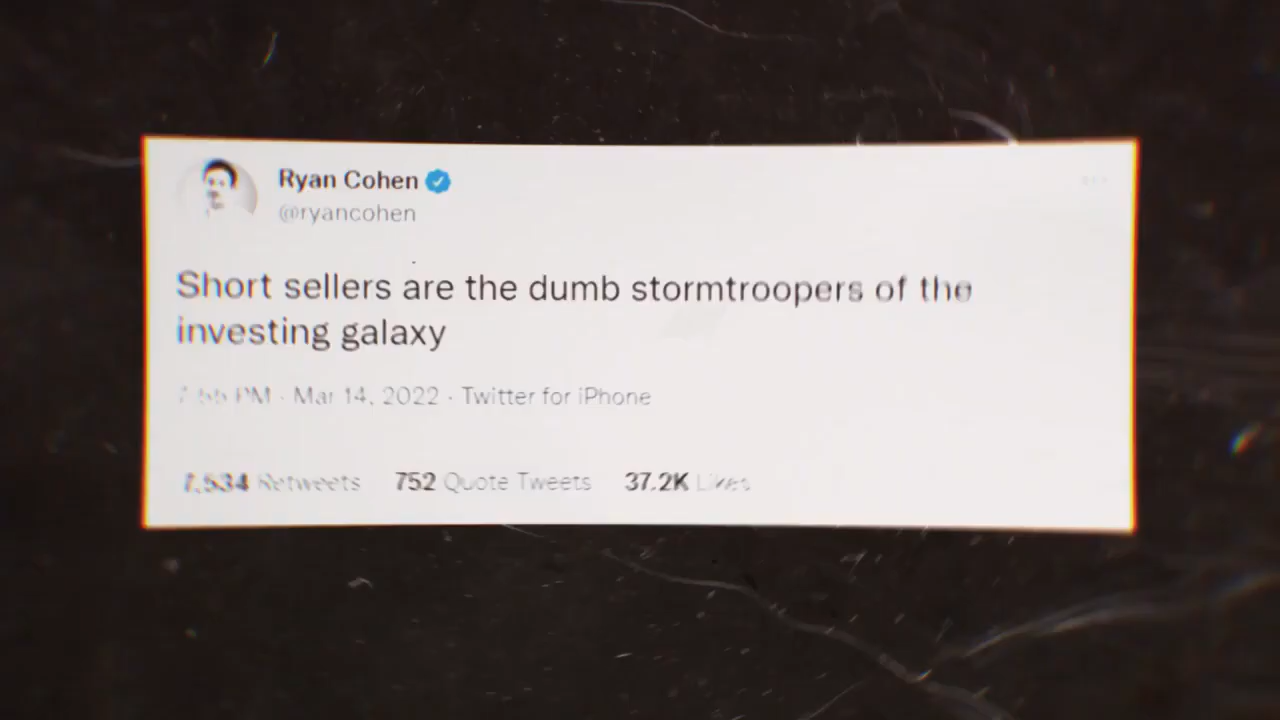 Ryan Cohen
@ryancohen
Short sellers are the dumb stormtroopers of the
investing galaxy
PM · Mar 14, 2022 · Twitter for iPhone
7,534 Retweets 752 Quote Tweets 37.2K Likes